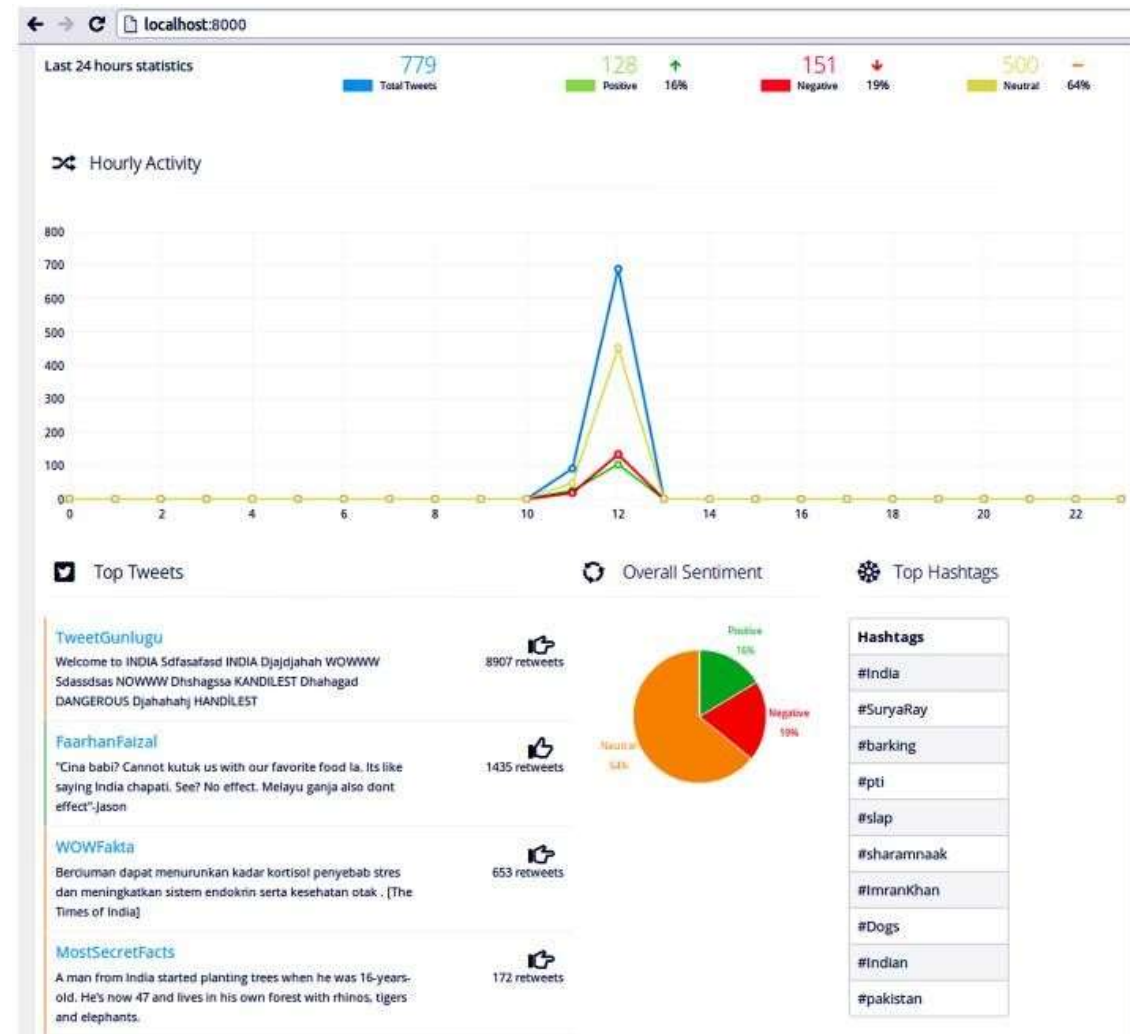 localhost:8000
Last 24 hours statistics
779
Total Tweets
128
Positive 16%
151
Negative 19%
500
Neutral 64%
Hourly Activity
800
700
600
500
400
300
200
100
0
0 2 4 6 8 10 12 14 16 18 20 22
Top Tweets
TweetGunlugu
Welcome to INDIA Sdfasafasd INDIA Djajdjahah WOWWW
Sdassdsas NOWWW Dhshagssa KANDILEST Dhahagad
DANGEROUS Djahahahj HANDİLEST
8907 retweets
FaarhanFaizal
"Cina babi? Cannot kutuk us with our favorite food la. Its like
saying India chapati. See? No effect. Melayu ganja also dont
effect"-Jason
1435 retweets
WOWFakta
Berciuman dapat menurunkan kadar kortisol penyebab stres
dan meningkatkan sistem endokrin serta kesehatan otak . [The
Times of India]
653 retweets
MostSecretFacts
A man from India started planting trees when he was 16-years-
old. He's now 47 and lives in his own forest with rhinos, tigers
and elephants.
172 retweets
Overall Sentiment
Positive
16%
Negative
19%
Neutral
64%
Top Hashtags
Hashtags
#India
#SuryaRay
#barking
#pti
#slap
#sharamnaak
#ImranKhan
#Dogs
#Indian
#pakistan